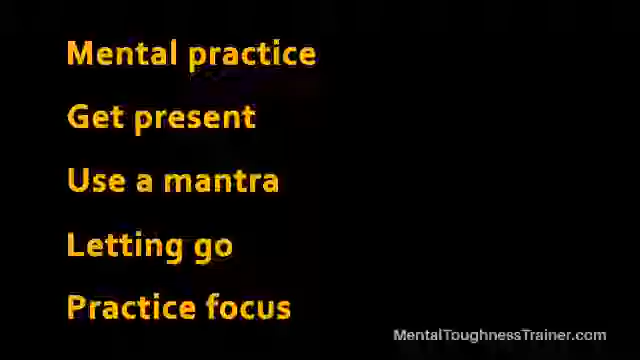 Mental practice
Get present
Use a mantra
Letting go
Practice focus
MentalToughnessTrainer.com